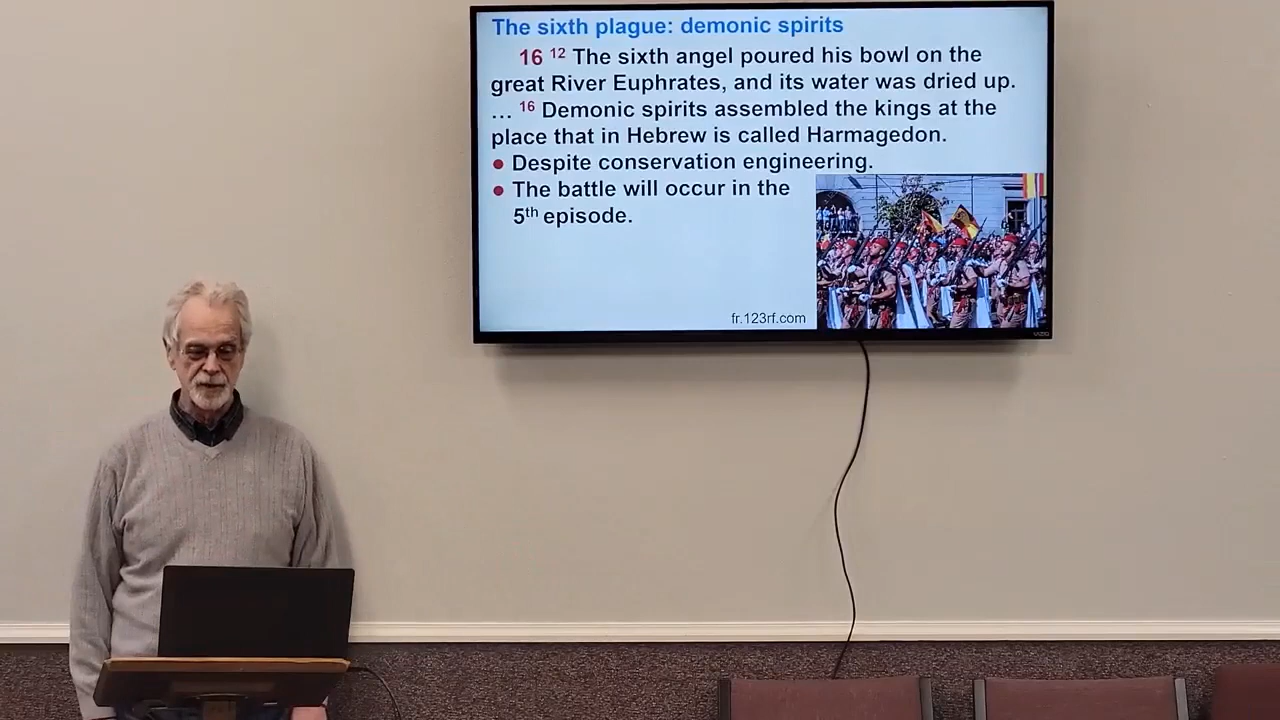 The sixth plague: demonic spirits
16 12 The sixth angel poured his bowl on the
great River Euphrates, and its water was dried up.
… 16 Demonic spirits assembled the kings at the
place that in Hebrew is called Harmagedon.
● Despite conservation engineering.
● The battle will occur in the
5th episode.
fr.123rf.com
VIZIO